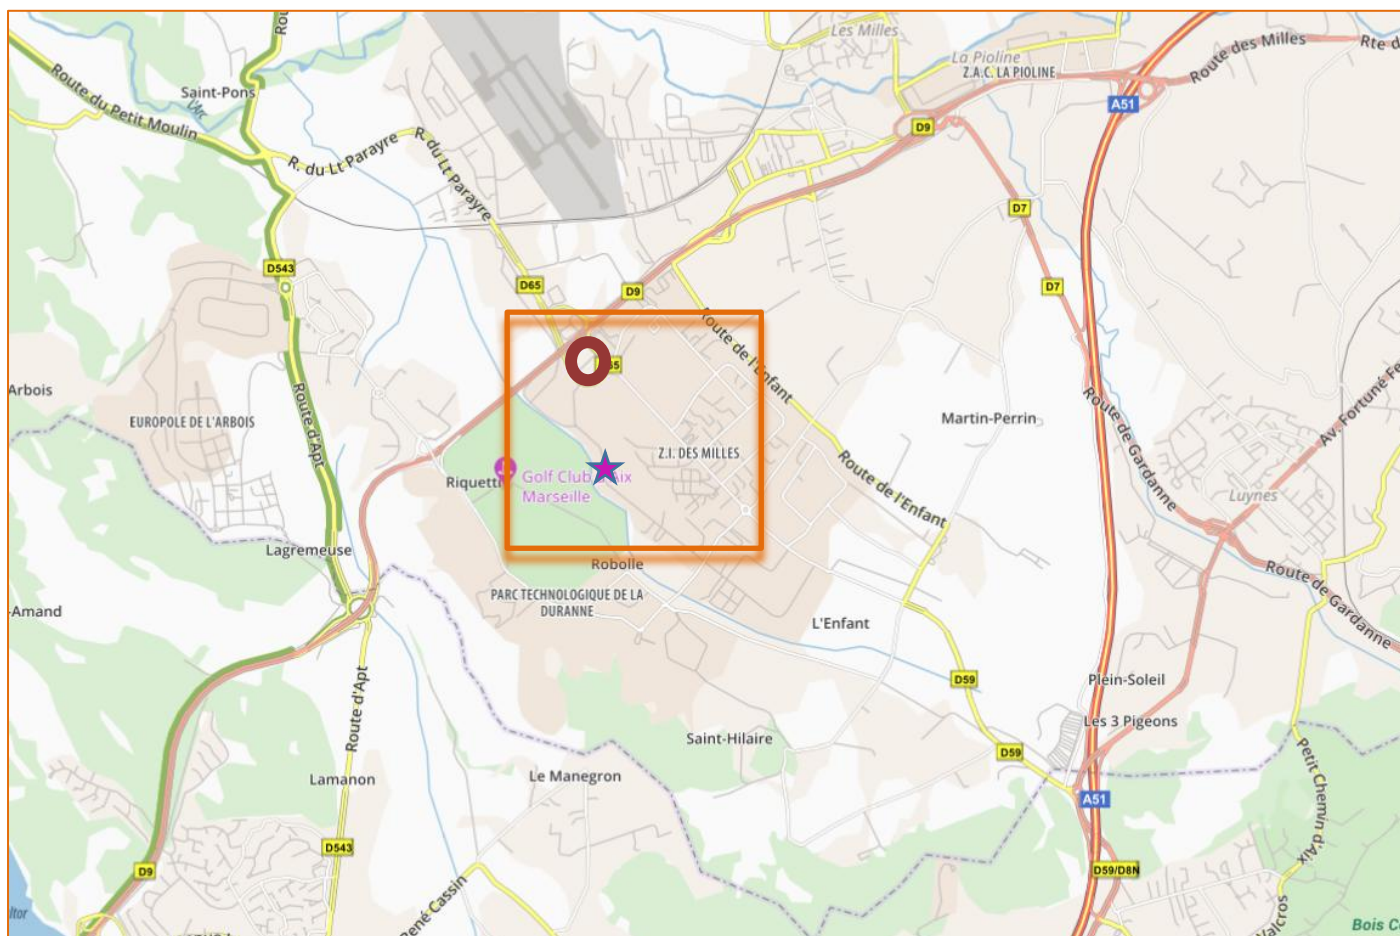 Les Milles
La Pioline
Z.A.C. LA PIOLINE
Route des Milles
A51
D9
Route du Petit Moulin
Saint-Pons
L'Arc
R. du Lt Parayre
R. du Lt Parayre
D7
D543
D65
D9
D7
Route de l'Enfant
Arbois
EUROPOLE DE L'ARBOIS
Route d'Apt
Martin-Perrin
Route de Gardanne
Av. Fortuné
Z.I. DES MILLES
Riquetti
Golf Club
Marseille
Route de l'Enfant
Luynes
Lagremeuse
Robolle
PARC TECHNOLOGIQUE DE LA
DURANNE
-Amand
L'Enfant
Route de Gardanne
Route d'Apt
D59
Plein-Soleil
Les 3 Pigeons
Saint-Hilaire
D59
Le Manegron
Lamanon
A51
Petit Chemin d'Aix
D543
D9
D59/D8N
René Cassin
Valcros
Bois